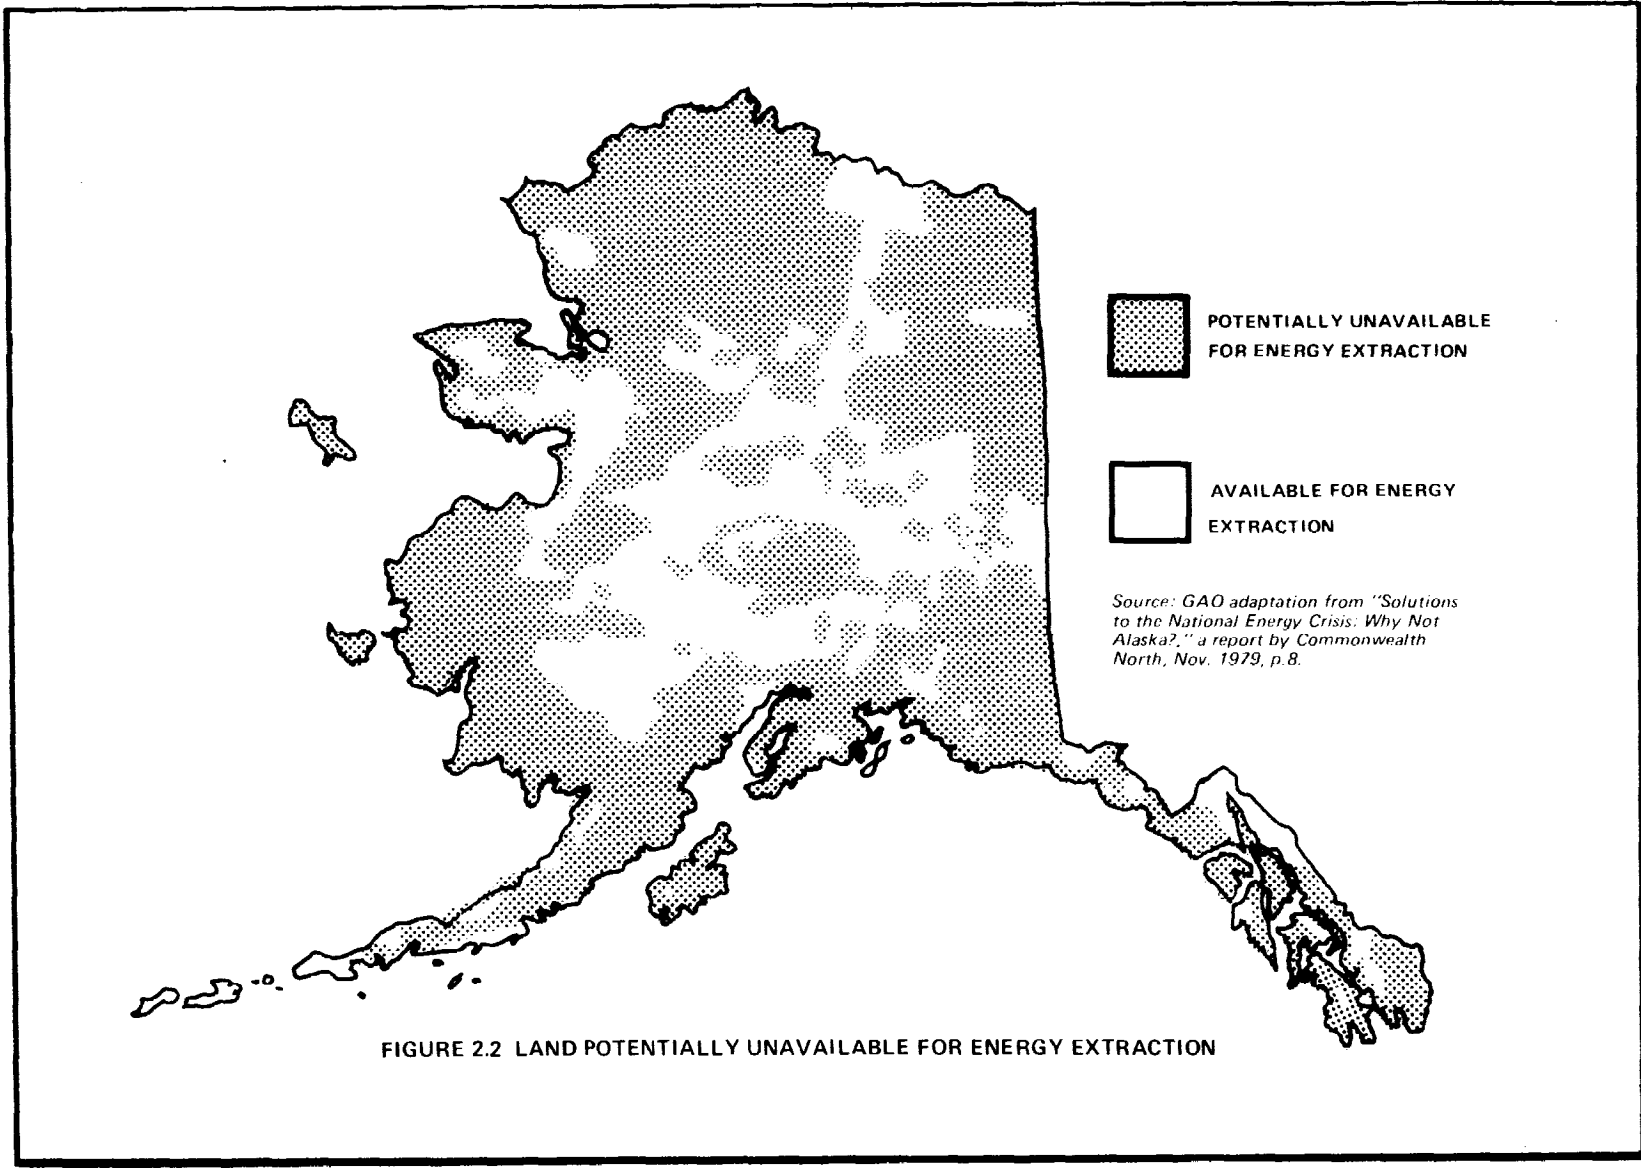 POTENTIALLY UNAVAILABLE
FOR ENERGY EXTRACTION
AVAILABLE FOR ENERGY
EXTRACTION
Source: GAO adaptation from "Solutions
to the National Energy Crisis: Why Not
Alaska?," a report by Commonwealth
North, Nov. 1979, p.8.
FIGURE 2.2 LAND POTENTIALLY UNAVAILABLE FOR ENERGY EXTRACTION